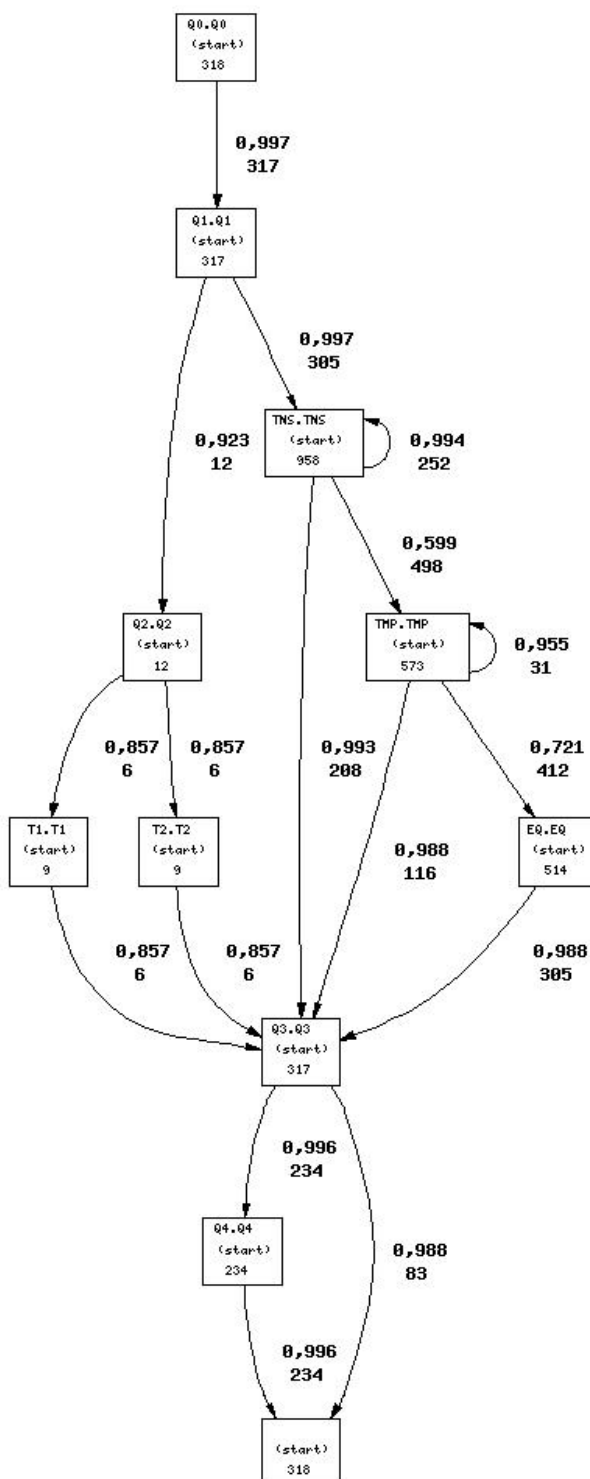 Q0.Q0
(start)
318
0,997
317
Q1.Q1
(start)
317
0,997
305
TNS.TNS
(start)
958
0,923
12
0,994
252
0,599
498
Q2.Q2
(start)
12
TMP.TMP
(start)
573
0,955
31
0,857
6
0,857
6
0,993
208
0,721
412
T1.T1
(start)
9
T2.T2
(start)
9
EQ.EQ
(start)
514
0,988
116
0,857
6
0,857
6
0,988
305
Q3.Q3
(start)
317
0,996
234
Q4.Q4
(start)
234
0,988
83
0,996
234
(start)
318